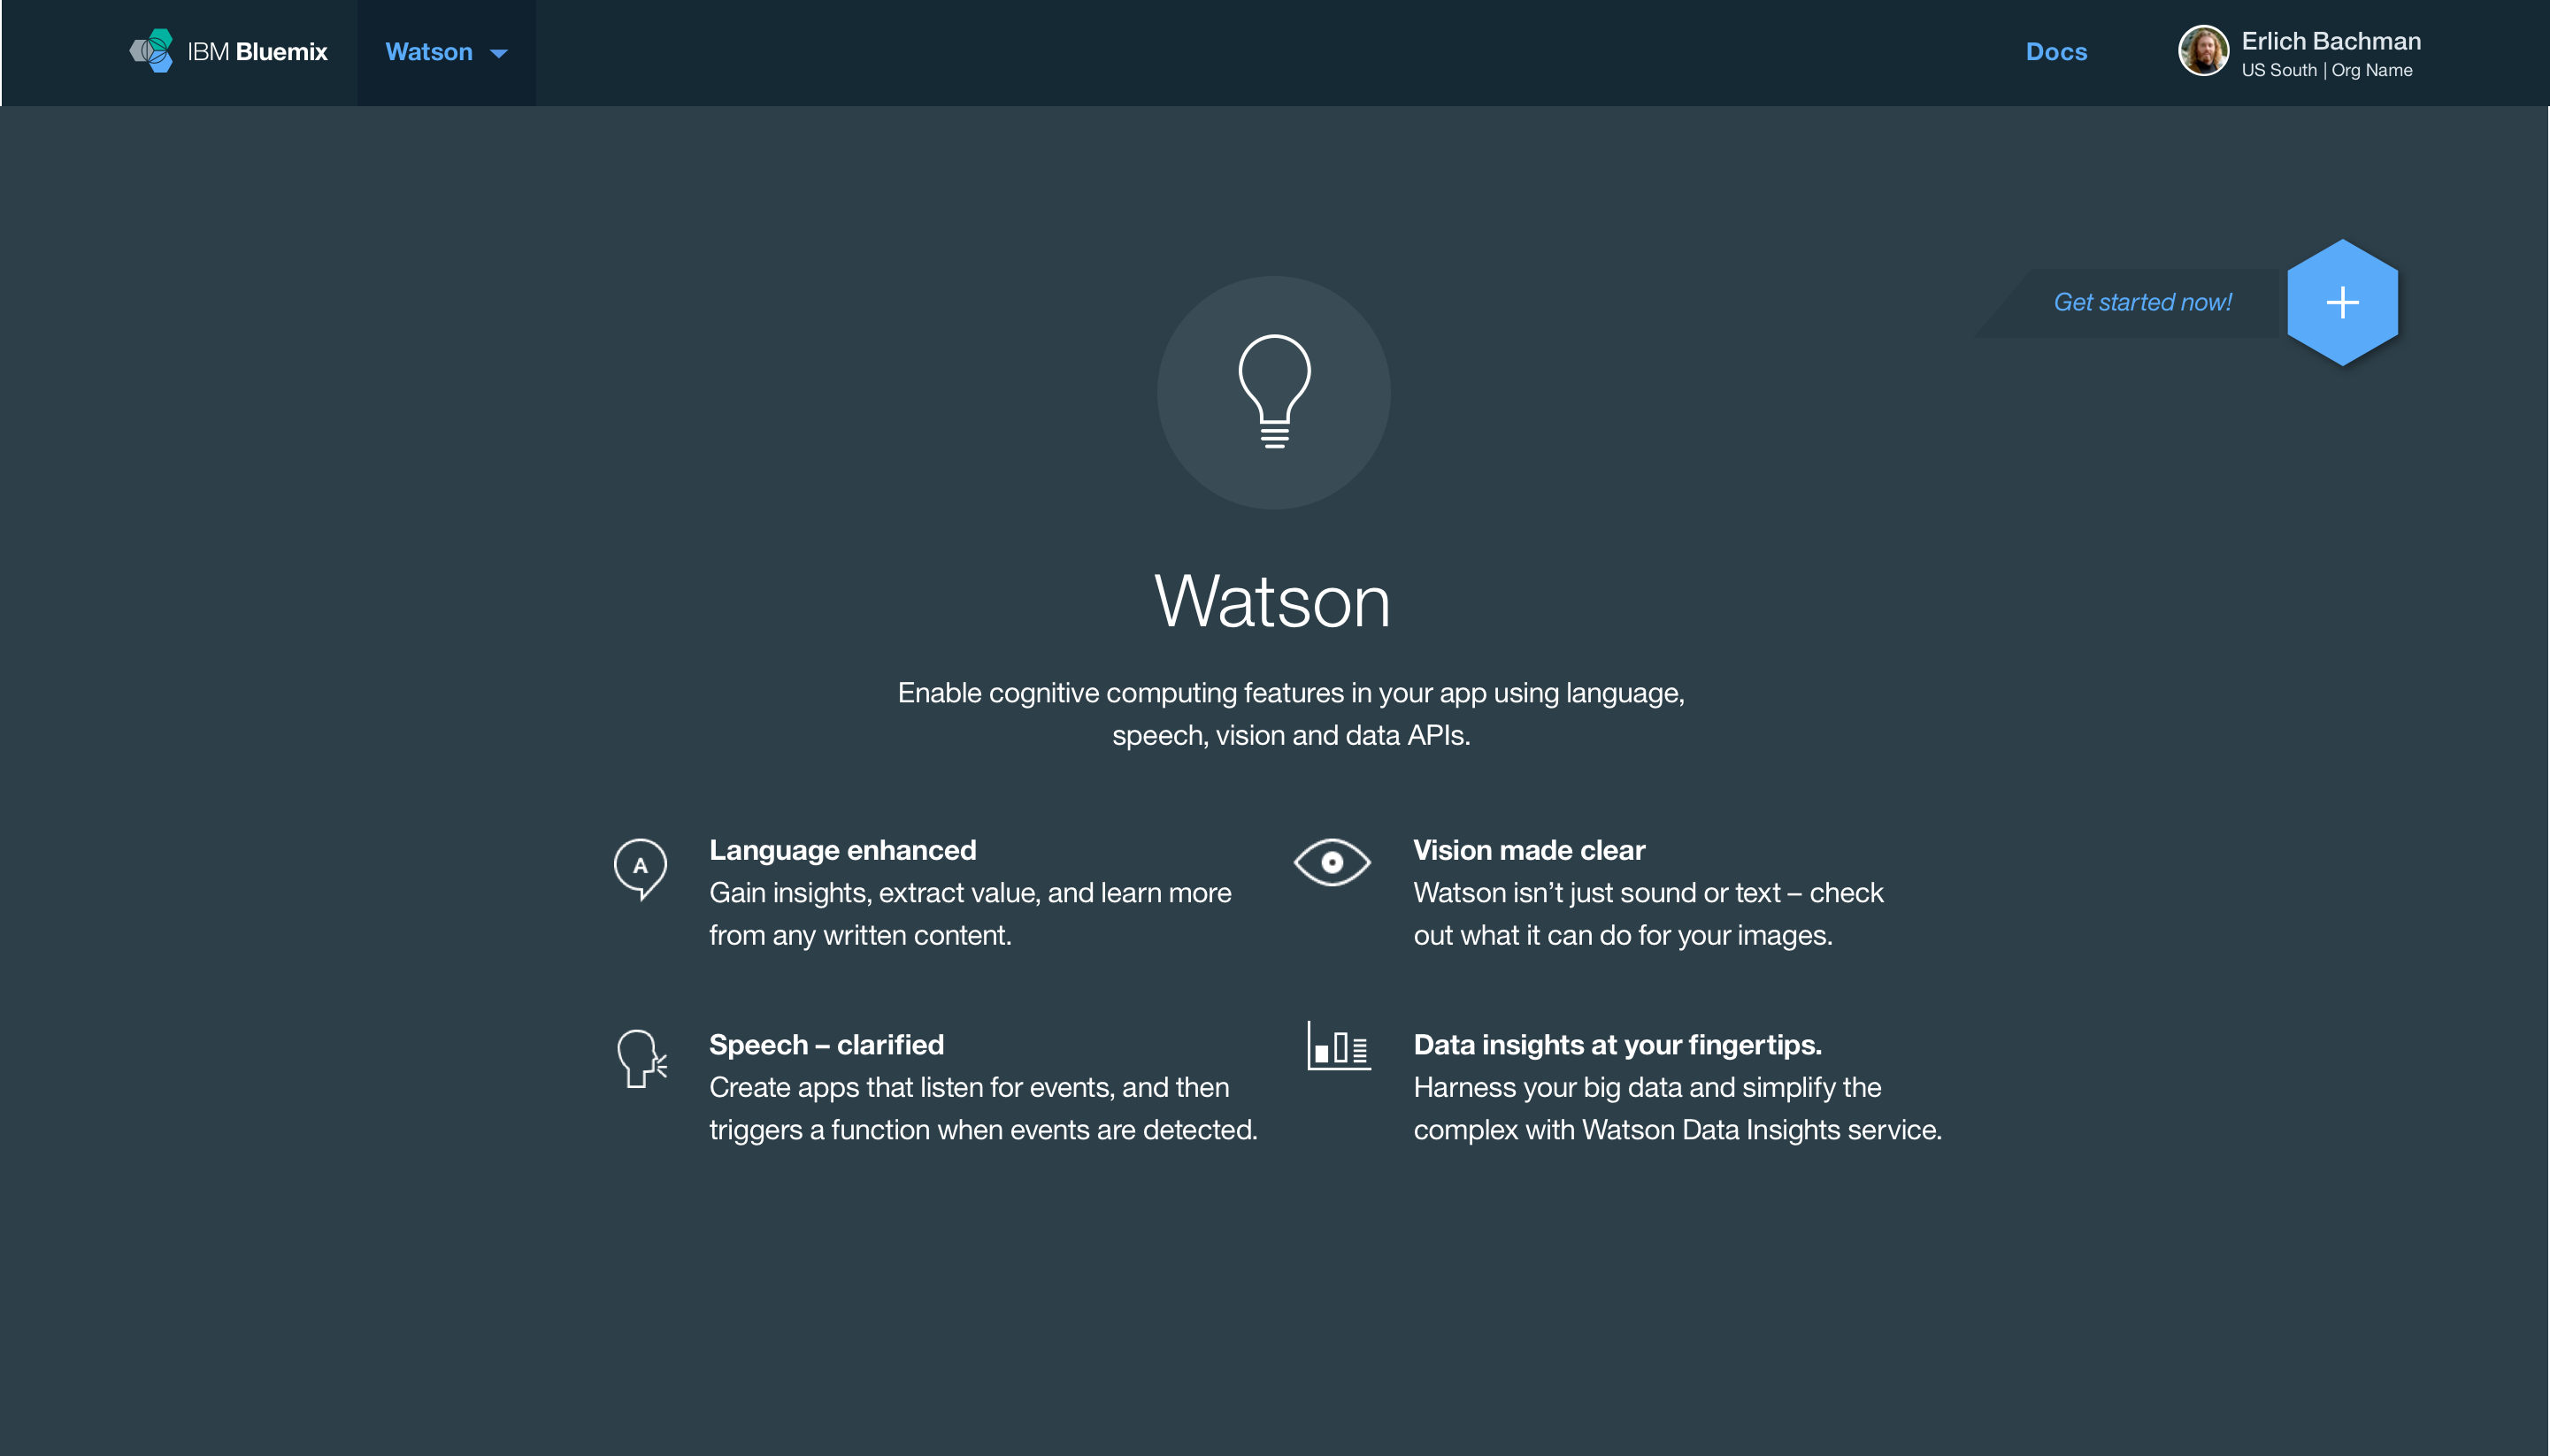 IBM Bluemix
Watson
Docs
Erlich Bachman
US South | Org Name
Get started now!
Watson
Enable cognitive computing features in your app using language,
speech, vision and data APIs.
A
Language enhanced
Gain insights, extract value, and learn more
from any written content.
Vision made clear
Watson isn’t just sound or text – check
out what it can do for your images.
Speech – clarified
Create apps that listen for events, and then
triggers a function when events are detected.
Data insights at your fingertips.
Harness your big data and simplify the
complex with Watson Data Insights service.